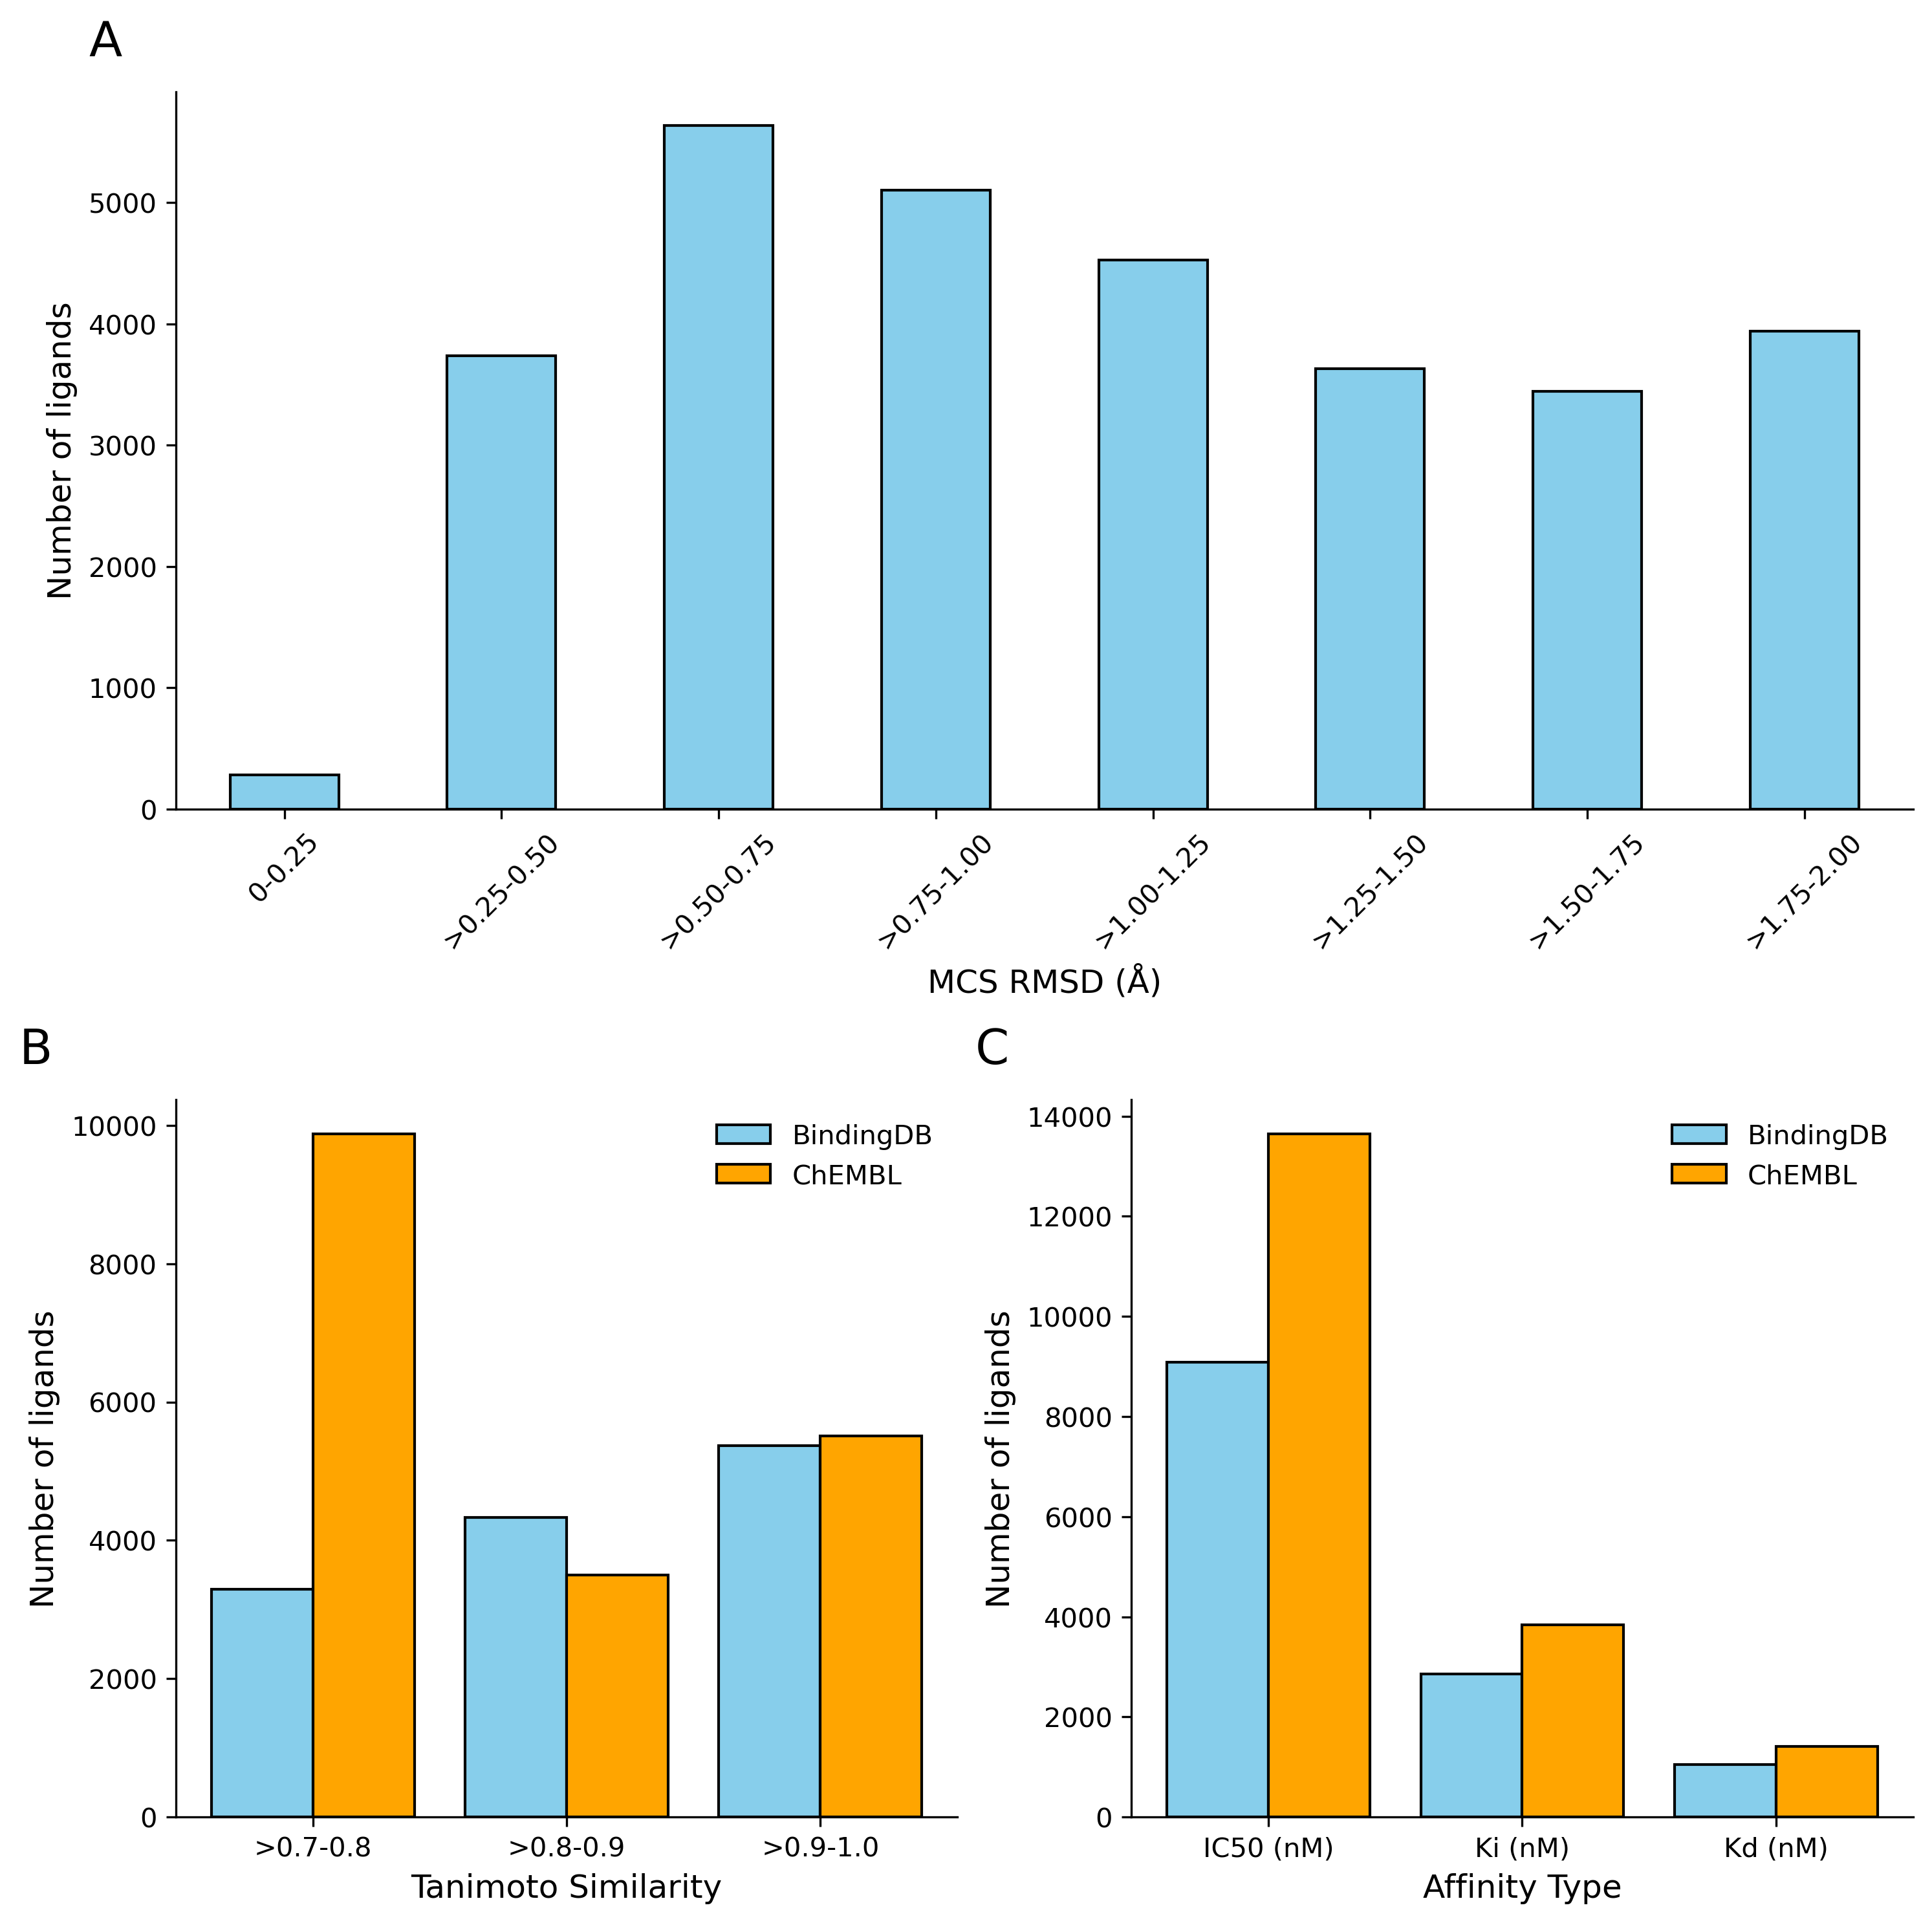 A
Number of ligands
5000
4000
3000
2000
1000
0
0-0.25
>0.25-0.50
>0.50-0.75
>0.75-1.00
>1.00-1.25
>1.25-1.50
>1.50-1.75
>1.75-2.00
MCS RMSD (Å)
B
Number of ligands
10000
8000
6000
4000
2000
0
BindingDB
ChEMBL
>0.7-0.8
>0.8-0.9
>0.9-1.0
Tanimoto Similarity
C
Number of ligands
14000
12000
10000
8000
6000
4000
2000
0
BindingDB
ChEMBL
IC50 (nM)
Ki (nM)
Kd (nM)
Affinity Type